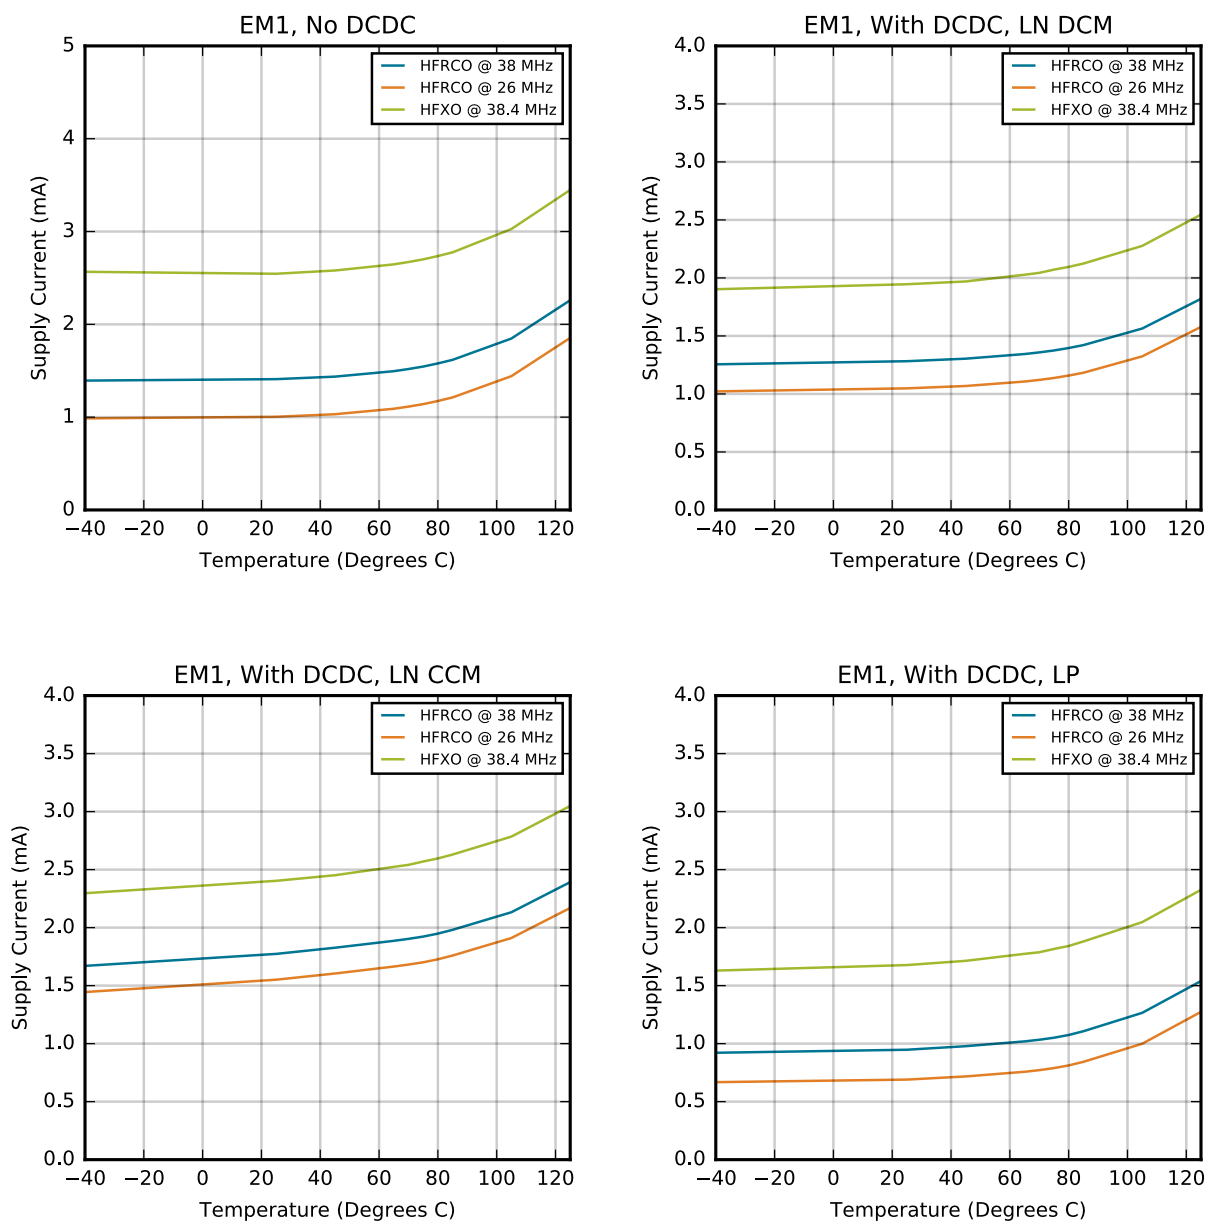 EM1, No DCDC
5
4
3
2
1
0
Supply Current (mA)
HFRCO @ 38 MHz
HFRCO @ 26 MHz
HFXO @ 38.4 MHz
−40 −20 0 20 40 60 80 100 120
Temperature (Degrees C)
EM1, With DCDC, LN DCM
4.0
3.5
3.0
2.5
2.0
1.5
1.0
0.5
0.0
Supply Current (mA)
HFRCO @ 38 MHz
HFRCO @ 26 MHz
HFXO @ 38.4 MHz
−40 −20 0 20 40 60 80 100 120
Temperature (Degrees C)
EM1, With DCDC, LN CCM
4.0
3.5
3.0
2.5
2.0
1.5
1.0
0.5
0.0
Supply Current (mA)
HFRCO @ 38 MHz
HFRCO @ 26 MHz
HFXO @ 38.4 MHz
−40 −20 0 20 40 60 80 100 120
Temperature (Degrees C)
EM1, With DCDC, LP
4.0
3.5
3.0
2.5
2.0
1.5
1.0
0.5
0.0
Supply Current (mA)
HFRCO @ 38 MHz
HFRCO @ 26 MHz
HFXO @ 38.4 MHz
−40 −20 0 20 40 60 80 100 120
Temperature (Degrees C)